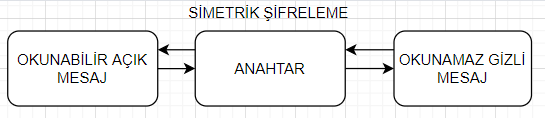 SİMETRİK ŞİFRELEME
OKUNABİLİR AÇIK
MESAJ
ANAHTAR
OKUNAMAZ GİZLİ
MESAJ